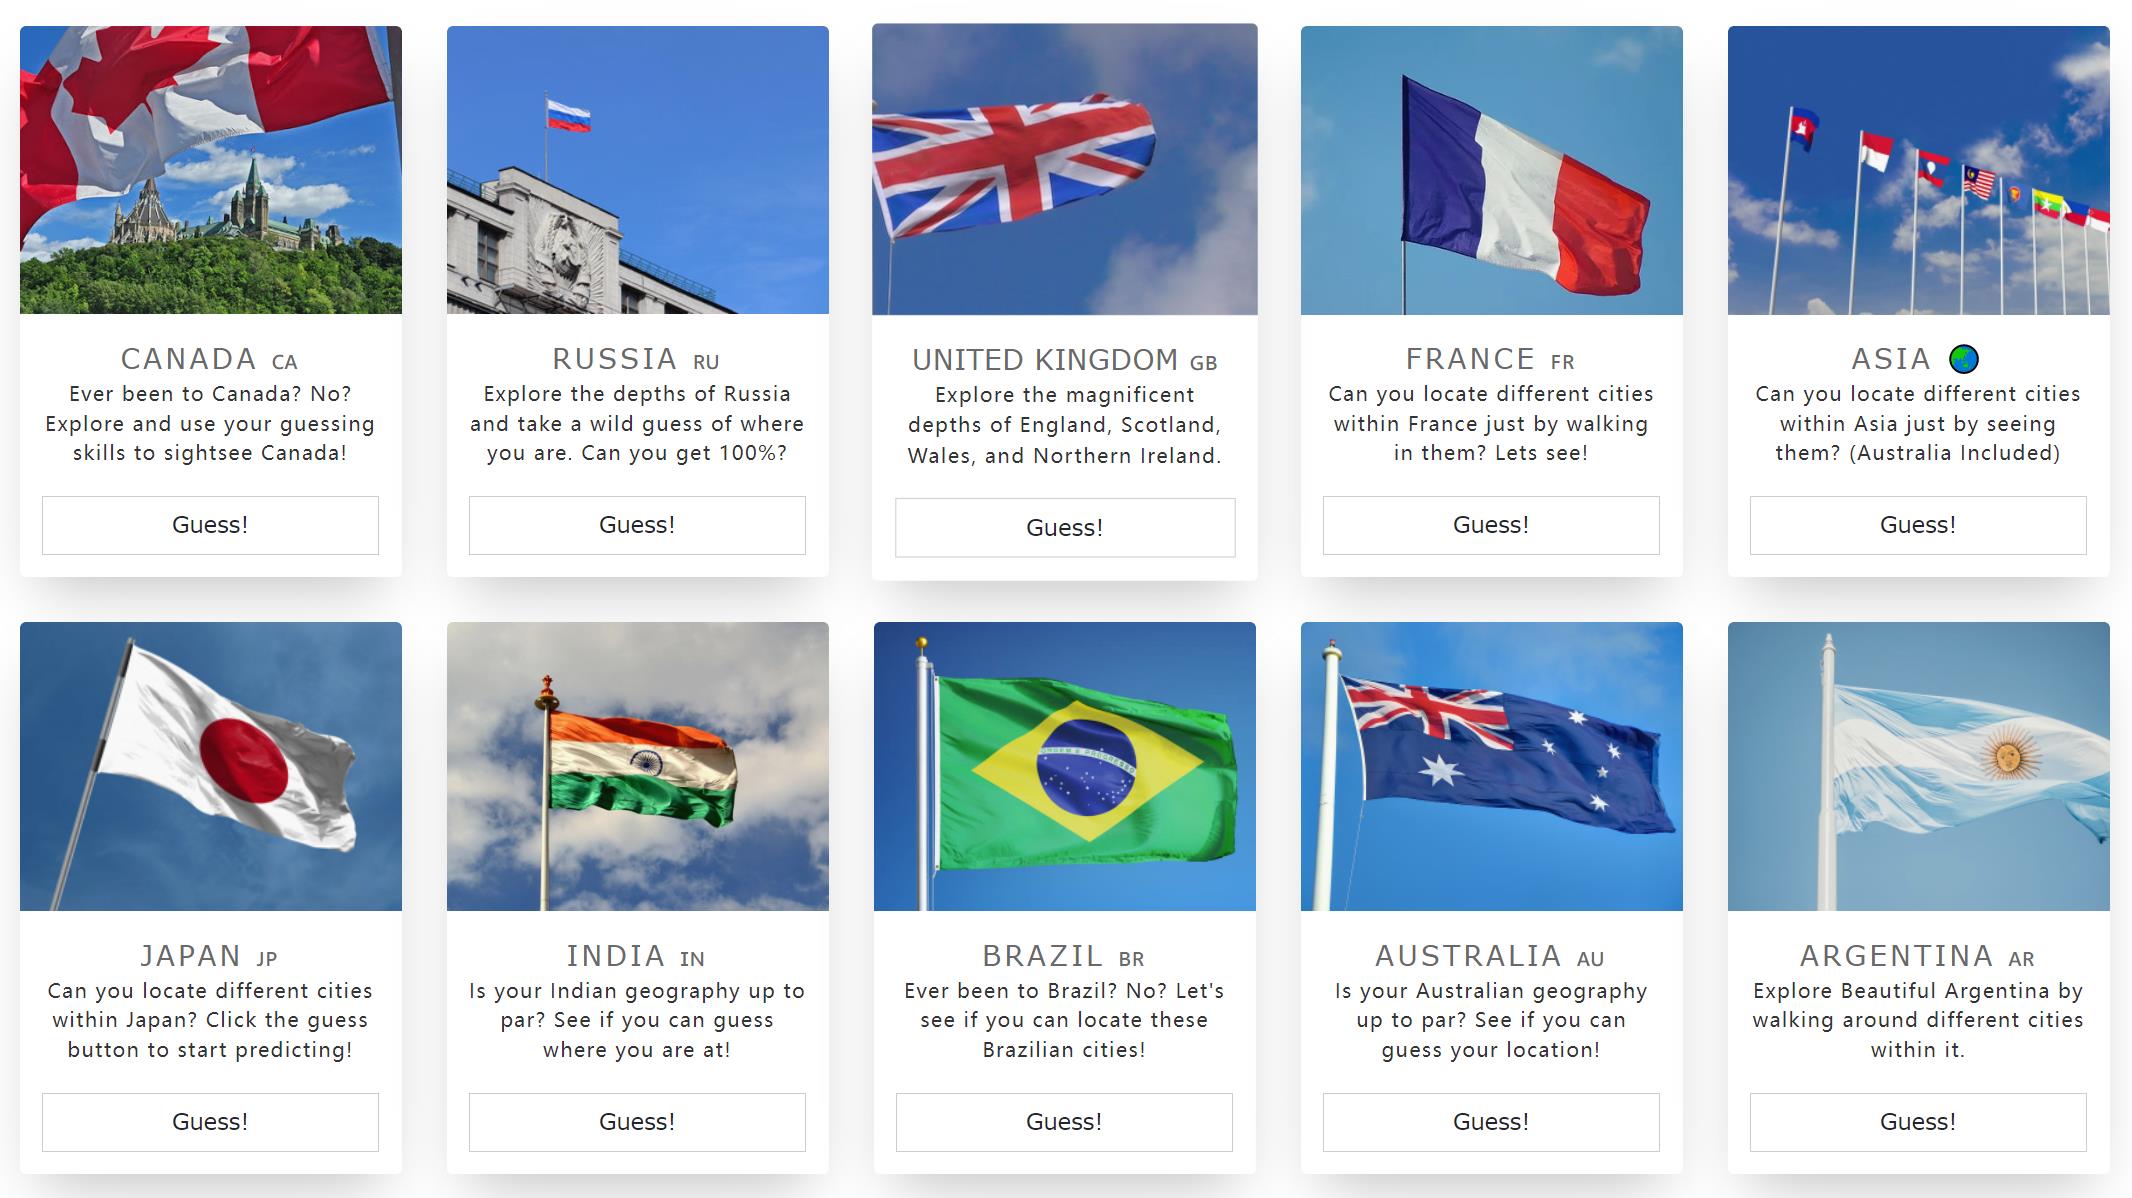 CANADA CA
Ever been to Canada? No?
Explore and use your guessing
skills to sightsee Canada!
Guess!
RUSSIA RU
Explore the depths of Russia
and take a wild guess of where
you are. Can you get 100%?
Guess!
UNITED KINGDOM GB
Explore the magnificent
depths of England, Scotland,
Wales, and Northern Ireland.
Guess!
FRANCE FR
Can you locate different cities
within France just by walking
in them? Lets see!
Guess!
ASIA 🌏
Can you locate different cities
within Asia just by seeing
them? (Australia Included)
Guess!
JAPAN JP
Can you locate different cities
within Japan? Click the guess
button to start predicting!
Guess!
INDIA IN
Is your Indian geography up to
par? See if you can guess
where you are at!
Guess!
ORDEM E PROGRESSO
BRAZIL BR
Ever been to Brazil? No? Let's
see if you can locate these
Brazilian cities!
Guess!
AUSTRALIA AU
Is your Australian geography
up to par? See if you can
guess your location!
Guess!
ARGENTINA AR
Explore Beautiful Argentina by
walking around different cities
within it.
Guess!